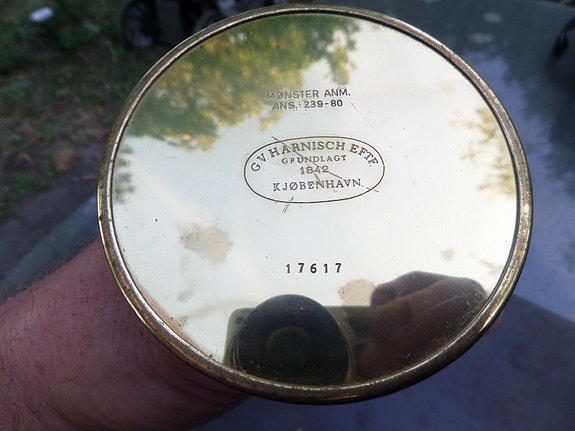 MØNSTER ANM.
ANS. 239-80
G.V. HARNISCH EFTF.
GRUNDLAGT
1842
KJØBENHAVN
17617